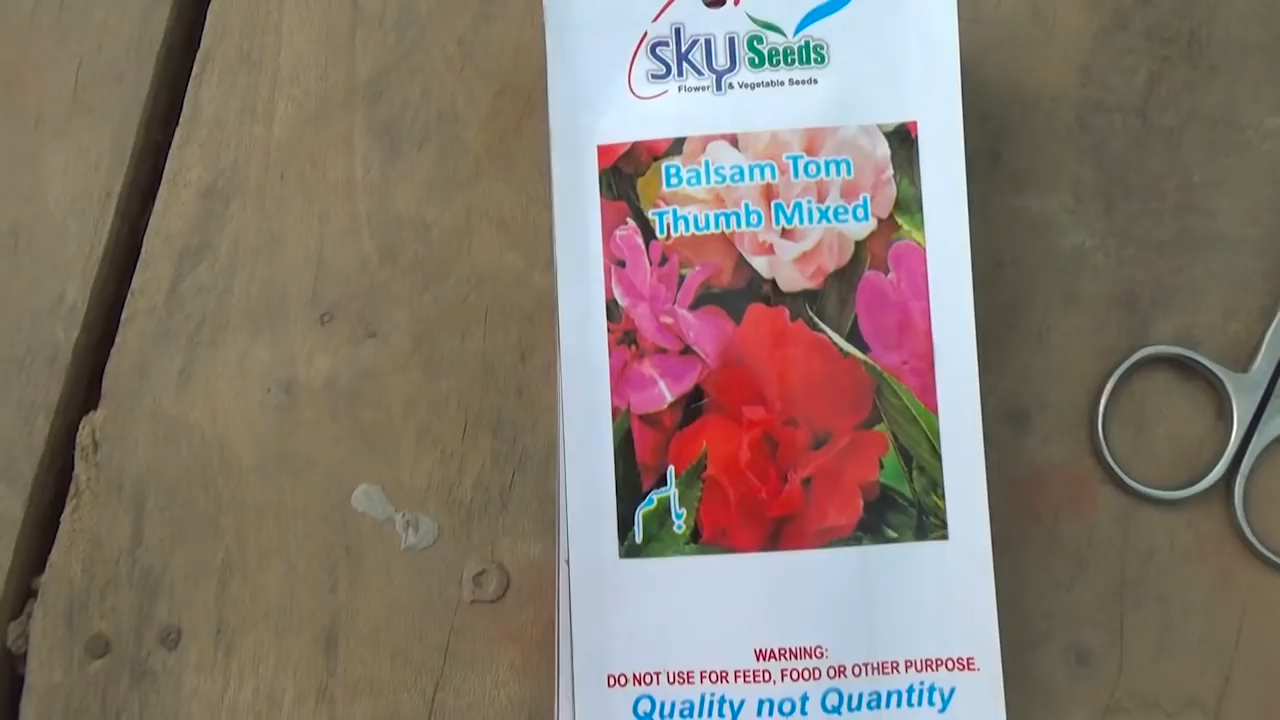 sky Seeds
Flower & Vegetable Seeds
Balsam Tom
Thumb Mixed
بالسم
WARNING:
DO NOT USE FOR FEED, FOOD OR OTHER PURPOSE.
Quality not Quantity